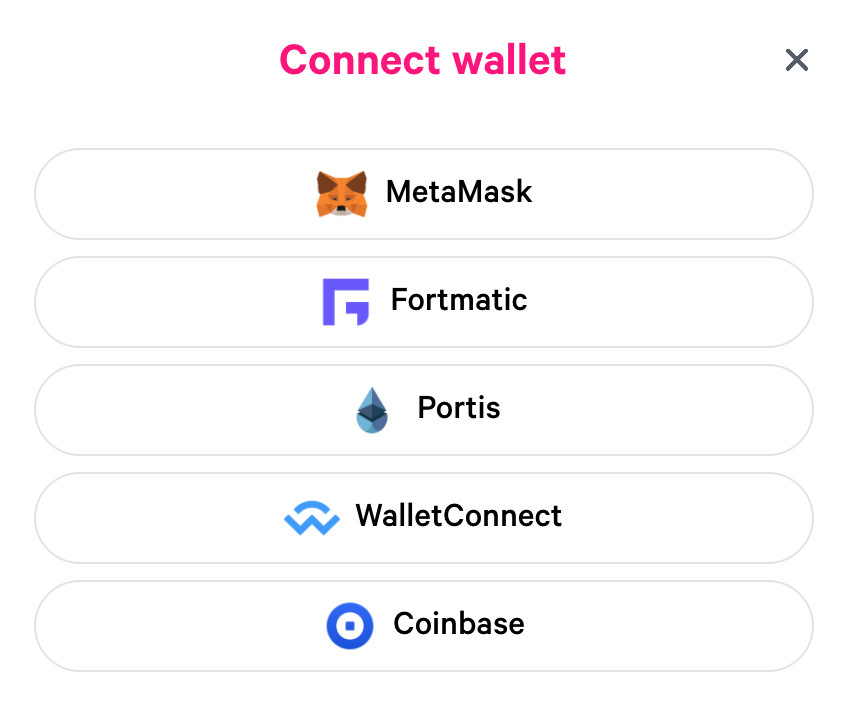 Connect wallet
MetaMask
Fortmatic
Portis
WalletConnect
Coinbase